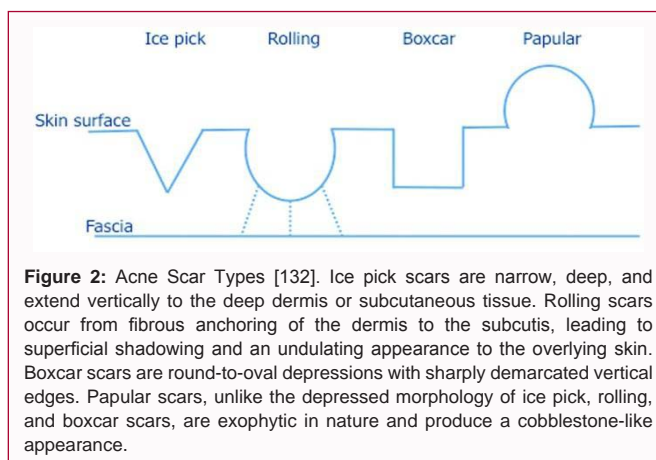 Ice pick Rolling Boxcar Papular
Skin surface
Fascia
Figure 2: Acne Scar Types [132]. Ice pick scars are narrow, deep, and
extend vertically to the deep dermis or subcutaneous tissue. Rolling scars
occur from fibrous anchoring of the dermis to the subcutis, leading to
superficial shadowing and an undulating appearance to the overlying skin.
Boxcar scars are round-to-oval depressions with sharply demarcated vertical
edges. Papular scars, unlike the depressed morphology of ice pick, rolling,
and boxcar scars, are exophytic in nature and produce a cobblestone-like
appearance.